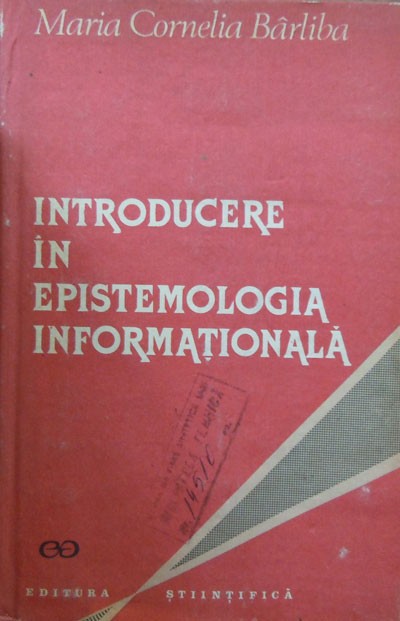 Maria Cornelia Bârliba
INTRODUCERE
ÎN
EPISTEMOLOGIA
INFORMAȚIONALĂ
EDITURA ȘTIINȚIFICĂ